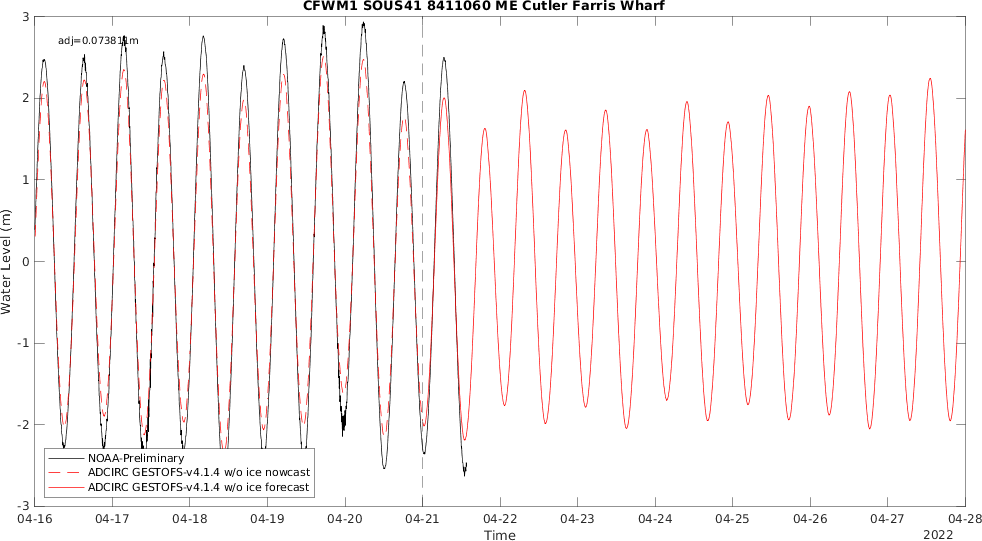 CFWM1 SOUS41 8411060 ME Cutler Farris Wharf
adj=0.073811m
3
2
1
0
-1
-2
-3
Water Level (m)
NOAA-Preliminary
ADCIRC GESTOFS-v4.1.4 w/o ice nowcast
ADCIRC GESTOFS-v4.1.4 w/o ice forecast
04-16 04-17 04-18 04-19 04-20 04-21 04-22 04-23 04-24 04-25 04-26 04-27 04-28
Time
2022